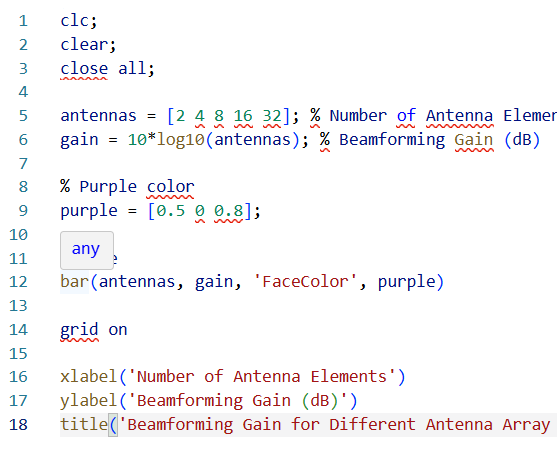 1 clc;
2 clear;
3 close all;
4
5 antennas = [2 4 8 16 32]; % Number of Antenna
6 gain = 10*log10(antennas); % Beamforming Gain (dB)
7
8 % Purple color
9 purple = [0.5 0 0.8];
10
any
11
12 bar(antennas, gain, 'FaceColor', purple)
13
14 grid on
15
16 xlabel('Number of Antenna Elements')
17 ylabel('Beamforming Gain (dB)')
18 title('Beamforming Gain for Different Antenna Array